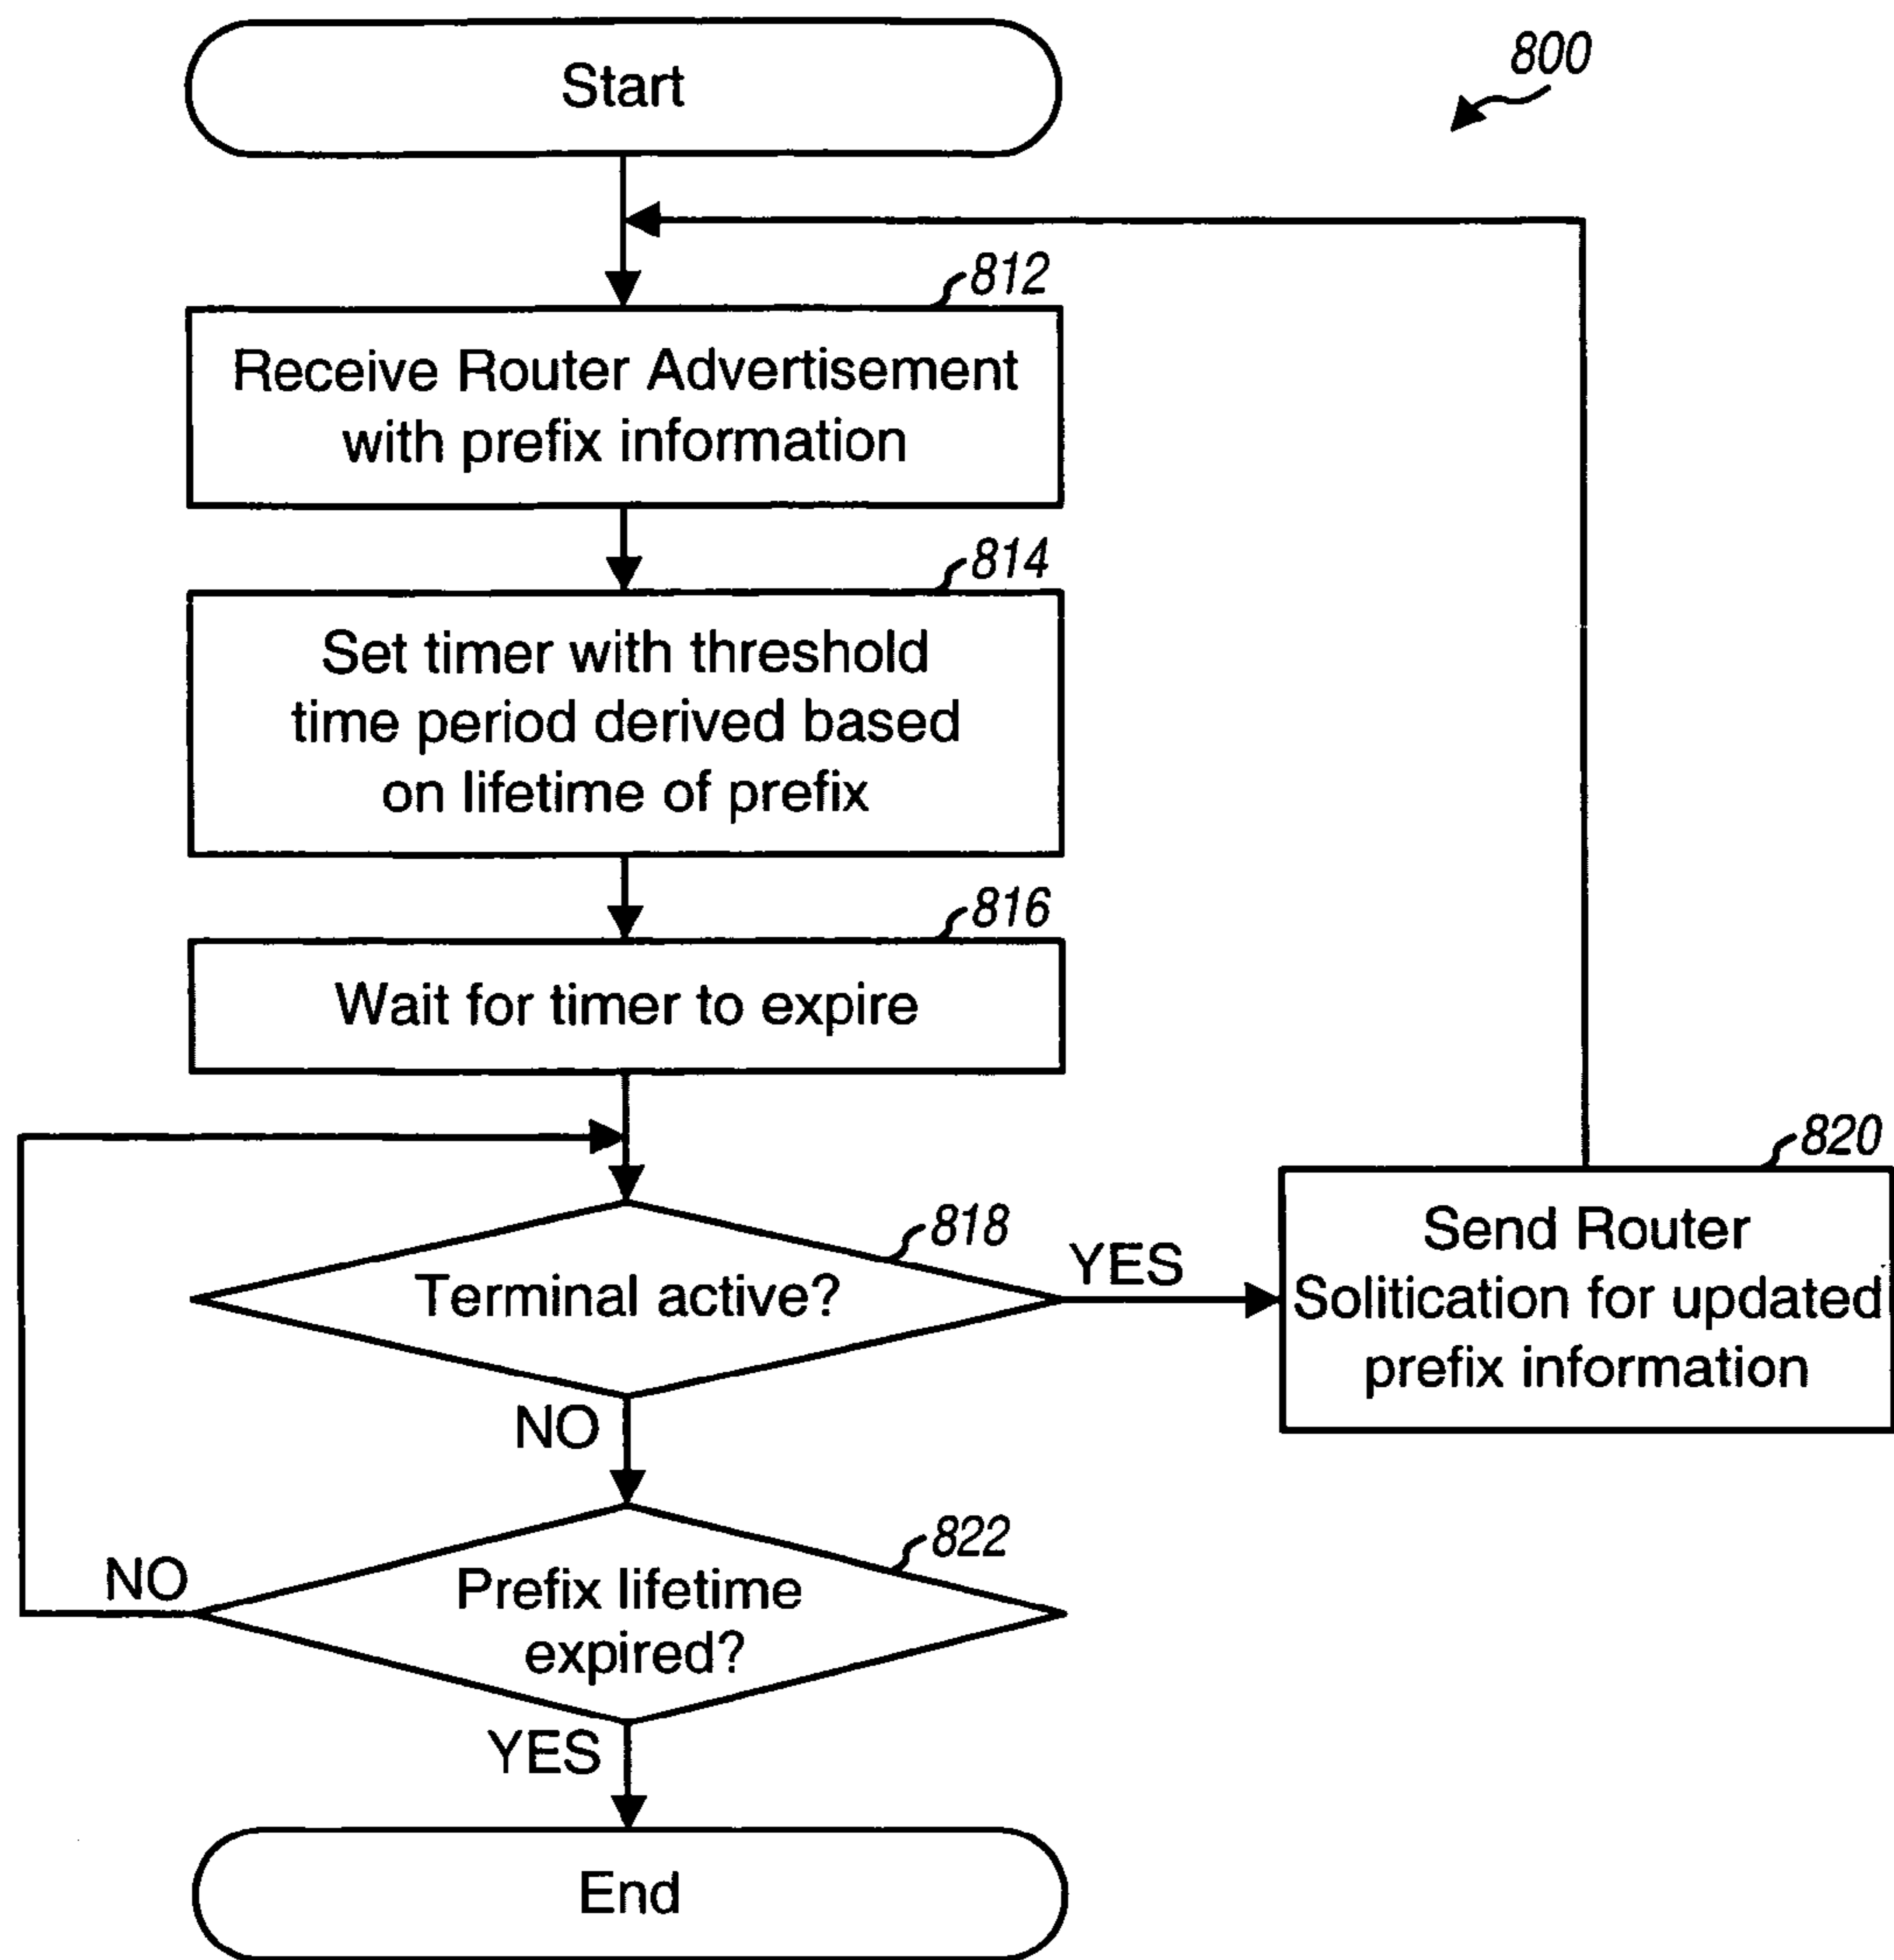 Start
800
812
Receive Router Advertisement
with prefix information
814
Set timer with threshold
time period derived based
on lifetime of prefix
816
Wait for timer to expire
818
Terminal active?
YES
820
Send Router
Solitication for updated
prefix information
NO
822
Prefix lifetime
expired?
NO
YES
End